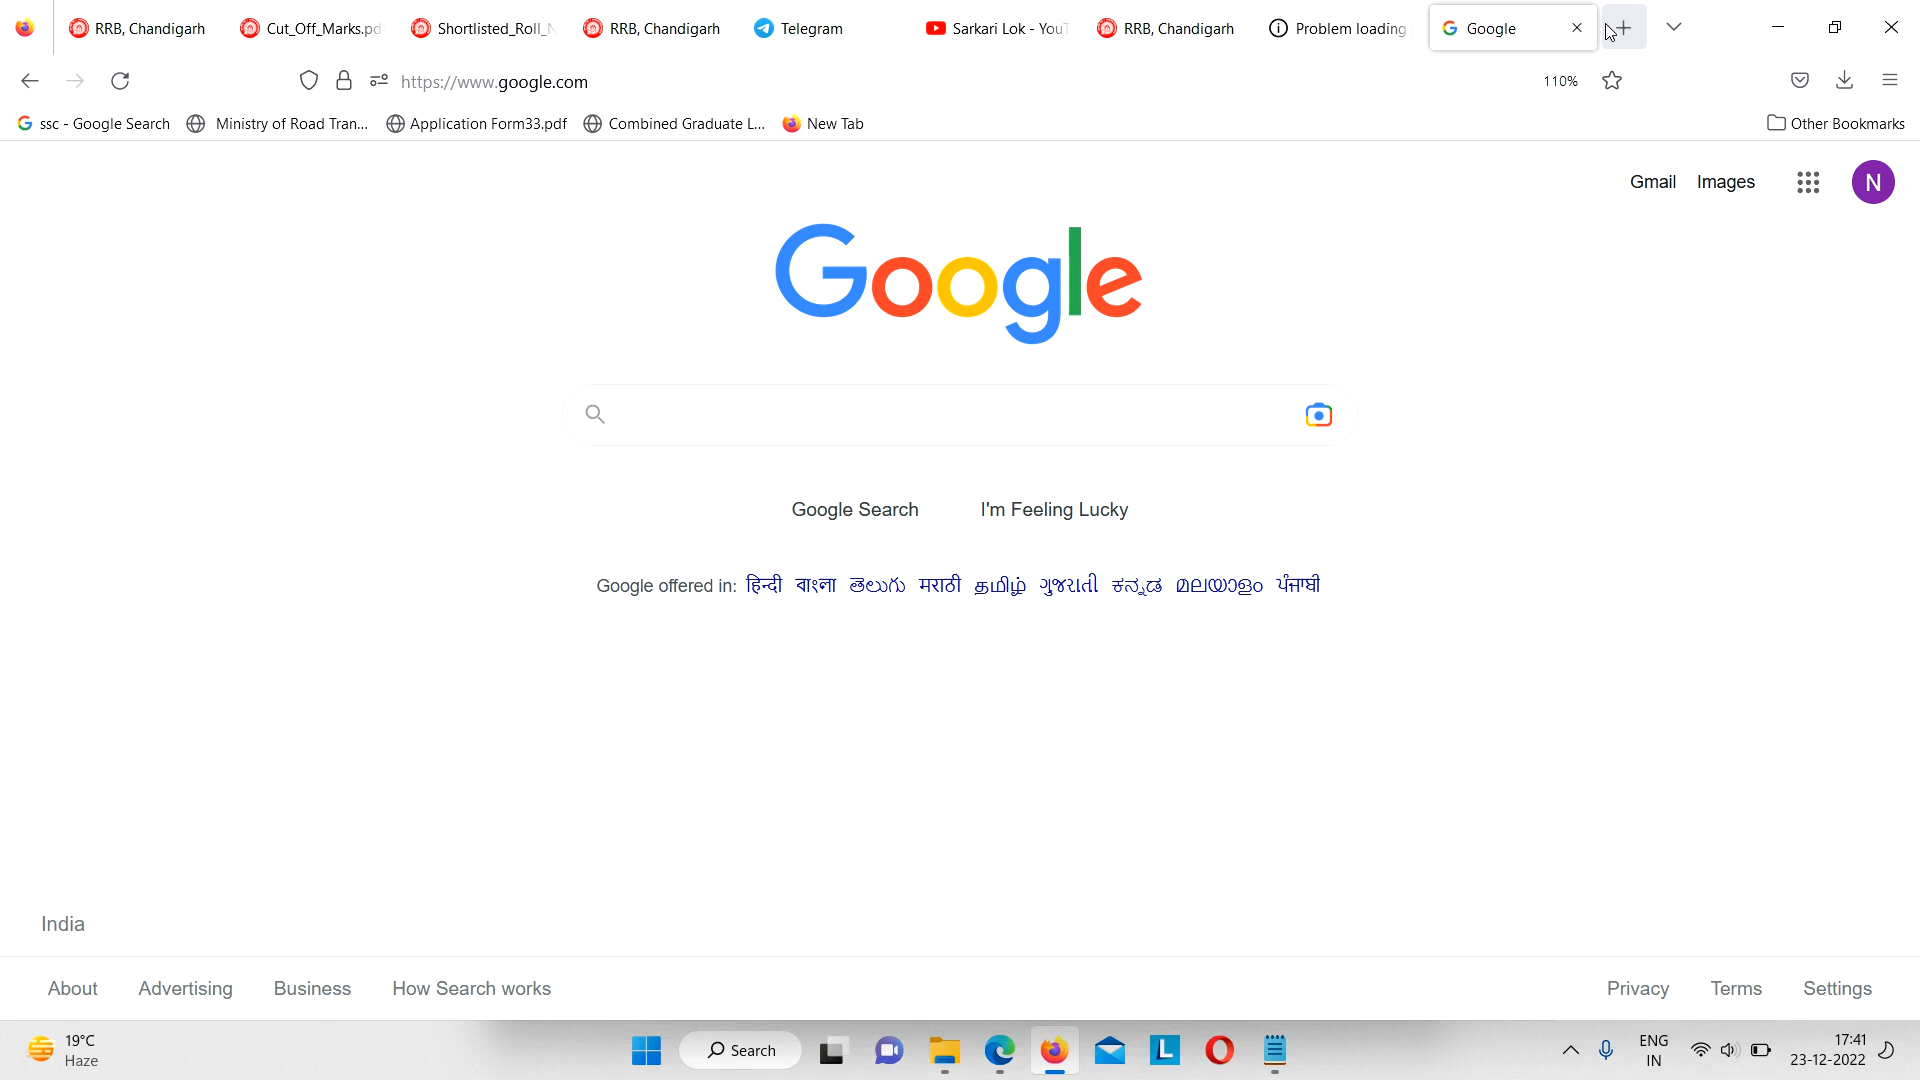 RRB, Chandigarh Cut_Off_Marks.pd Shortlisted_Roll_N RRB, Chandigarh Telegram Sarkari Lok - YouT RRB, Chandigarh Problem loading Google
https://www.google.com 110%
ssc - Google Search Ministry of Road Tran... Application Form33.pdf Combined Graduate L... New Tab Other Bookmarks
Gmail Images N
Google
Google Search I'm Feeling Lucky
Google offered in: हिन्दी বাংলা తెలుగు मराठी தமிழ் ગુજરાતી ಕನ್ನಡ മലയാളം ਪੰਜਾਬੀ
India
About Advertising Business How Search works Privacy Terms Settings
19°C
Haze
Search
L
ENG
IN
17:41
23-12-2022